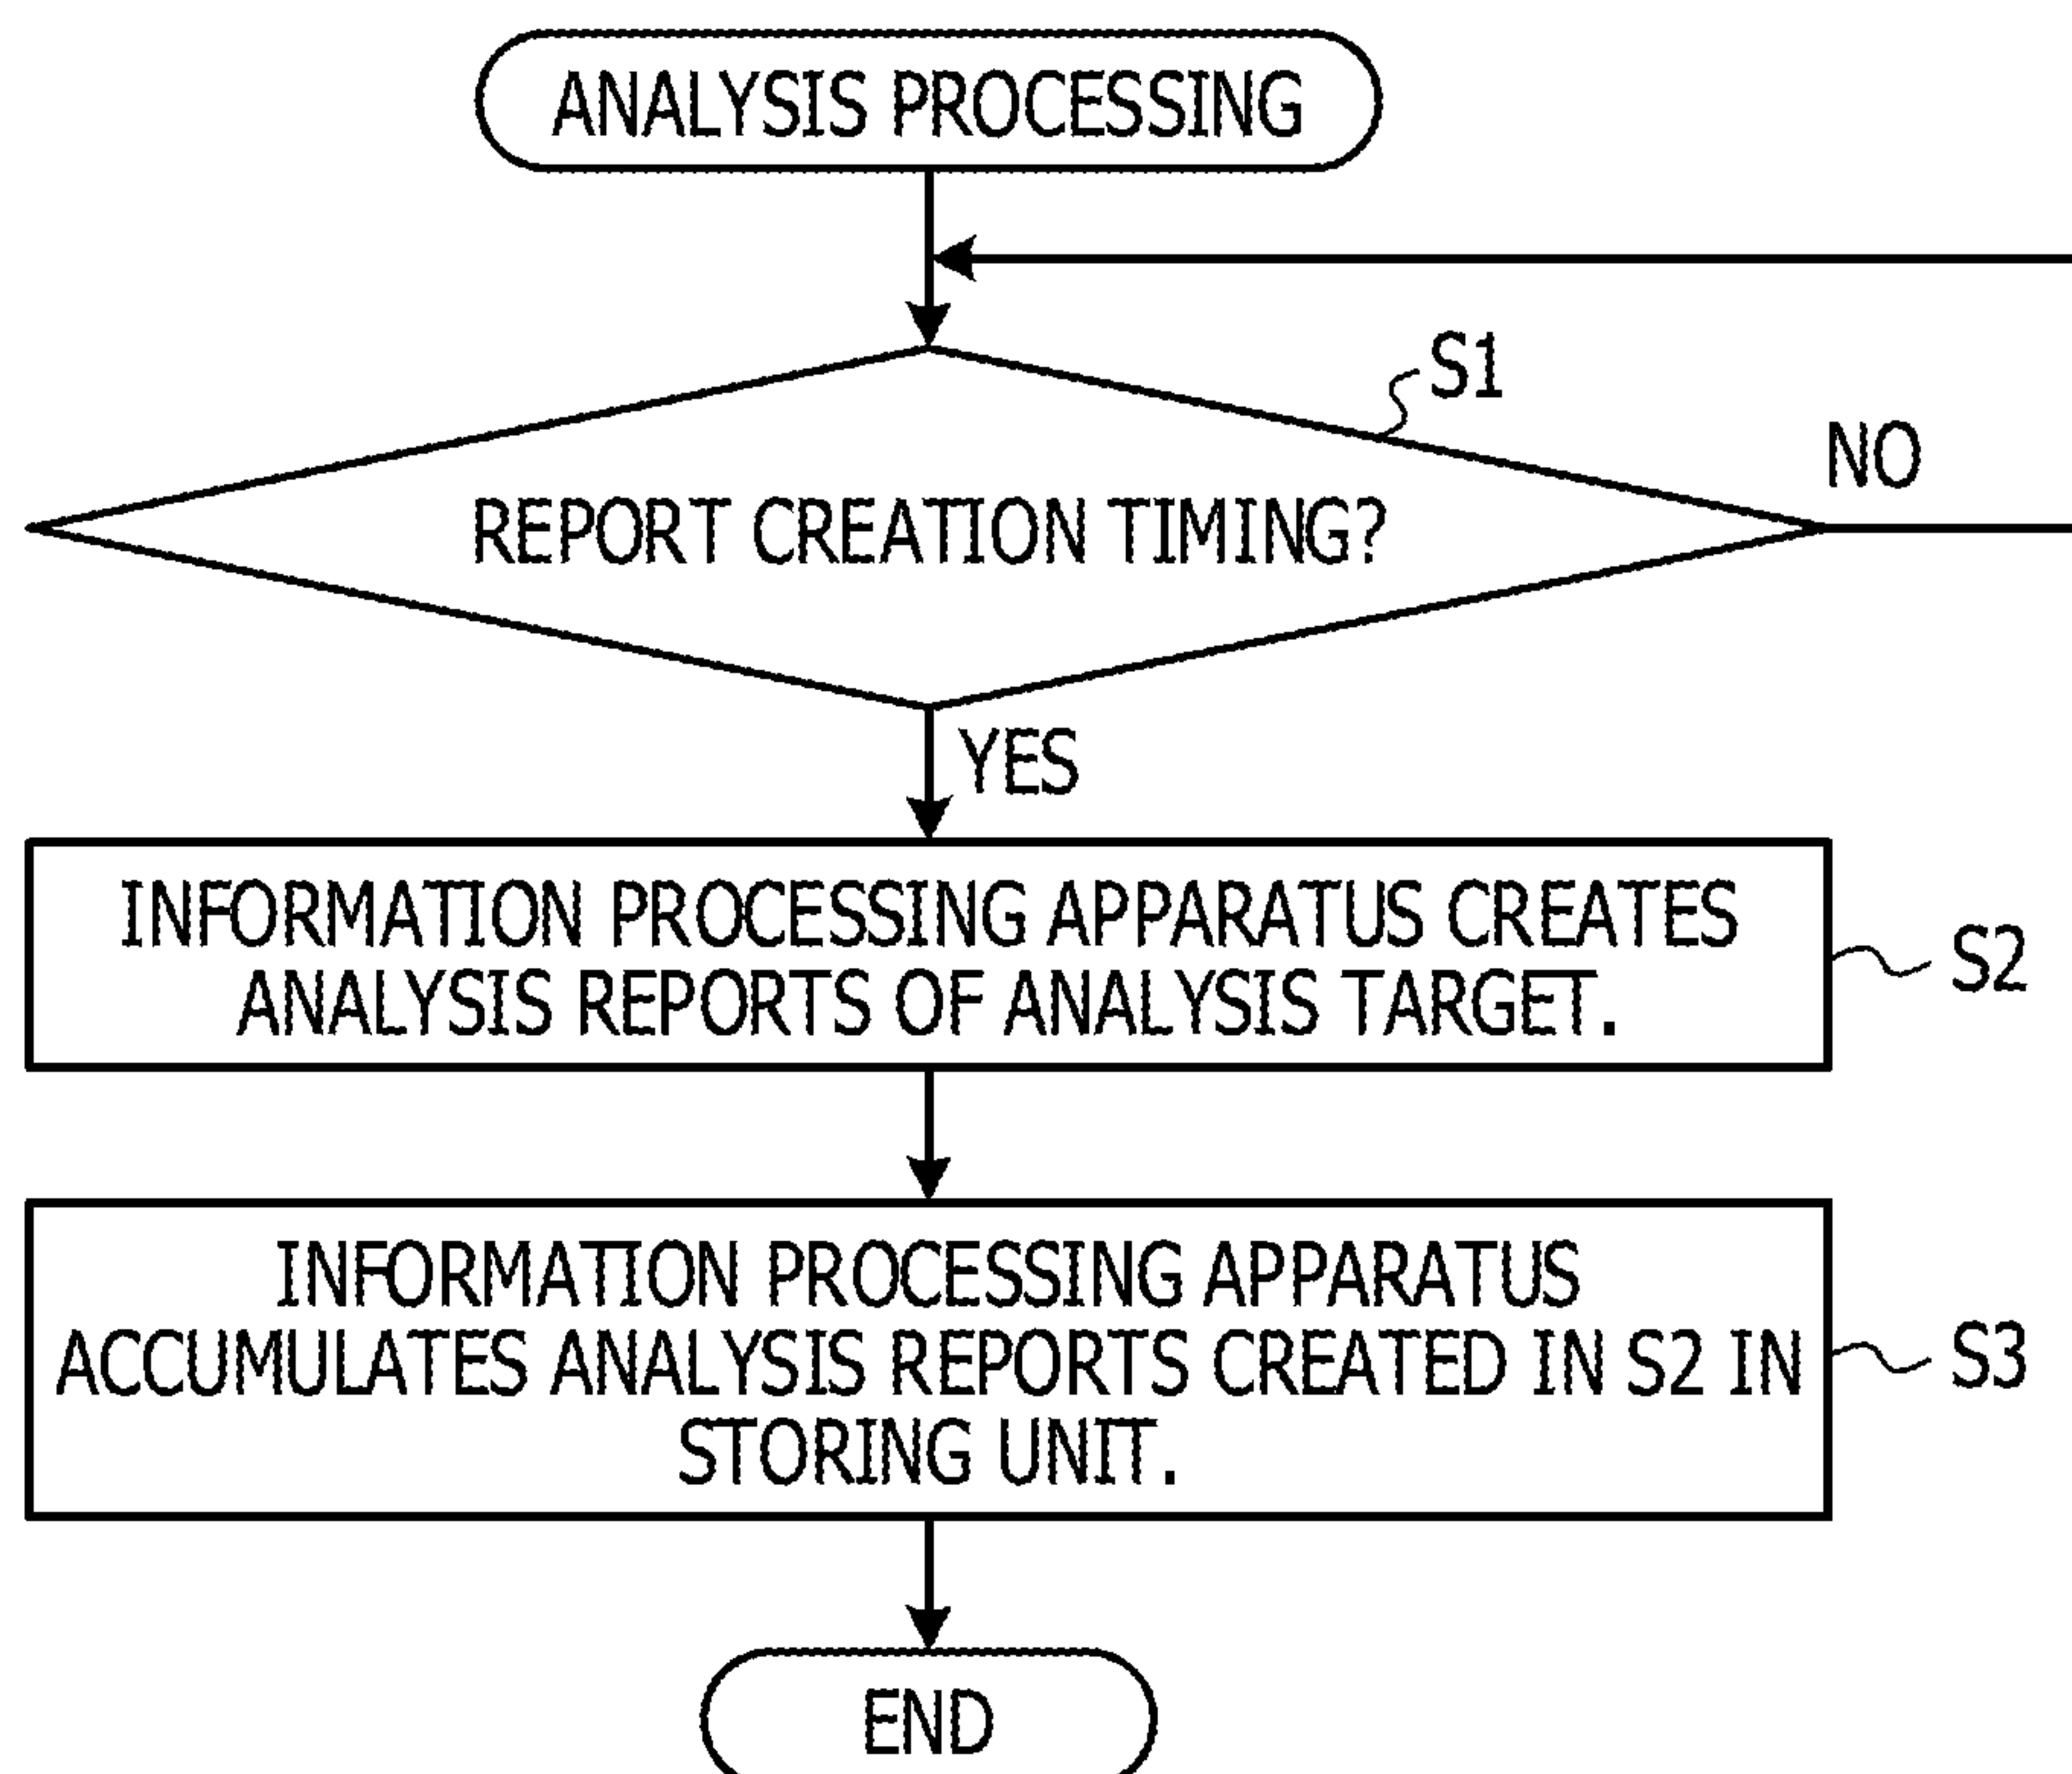 ANALYSIS PROCESSING
S1
NO
REPORT CREATION TIMING?
YES
INFORMATION PROCESSING APPARATUS CREATES
ANALYSIS REPORTS OF ANALYSIS TARGET.
S2
INFORMATION PROCESSING APPARATUS
ACCUMULATES ANALYSIS REPORTS CREATED IN S2 IN
STORING UNIT.
S3
END